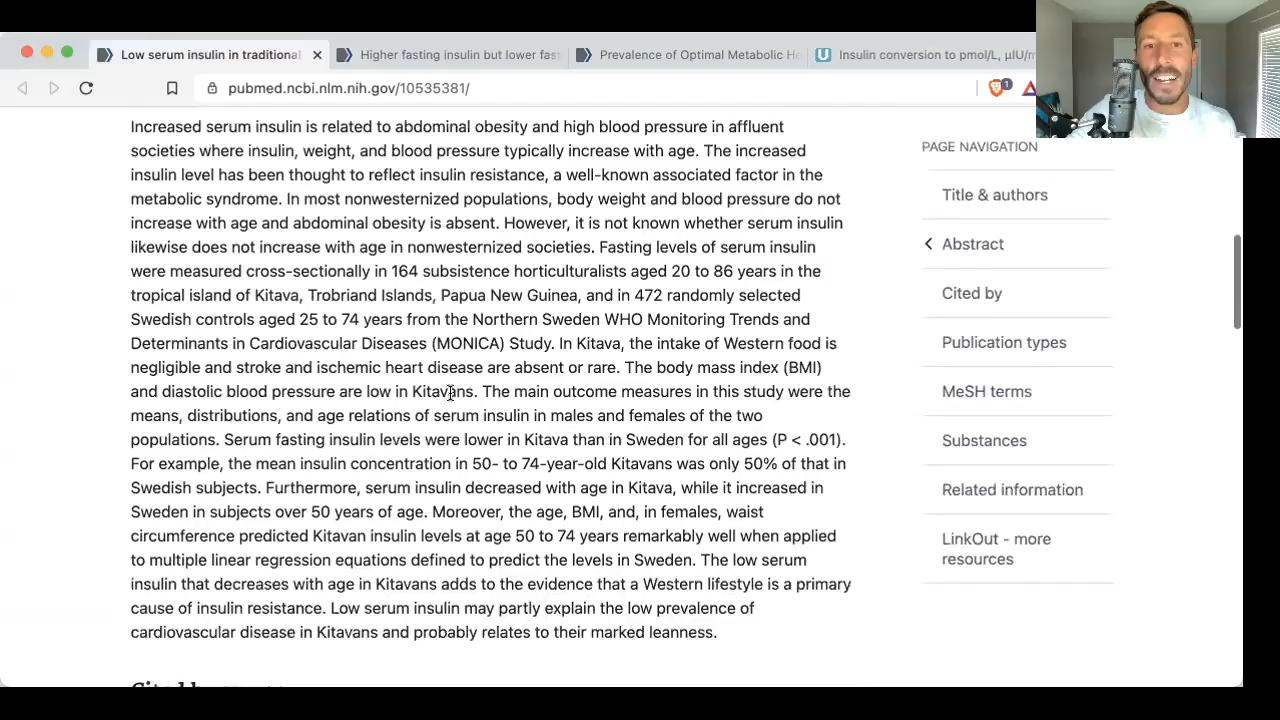 Low serum insulin in traditional
Higher fasting insulin but lower fas
Prevalence of Optimal Metabolic He
U Insulin conversion to pmol/L, µIU/m
pubmed.ncbi.nlm.nih.gov/10535381/
1
Increased serum insulin is related to abdominal obesity and high blood pressure in affluent
societies where insulin, weight, and blood pressure typically increase with age. The increased
insulin level has been thought to reflect insulin resistance, a well-known associated factor in the
metabolic syndrome. In most nonwesternized populations, body weight and blood pressure do not
increase with age and abdominal obesity is absent. However, it is not known whether serum insulin
likewise does not increase with age in nonwesternized societies. Fasting levels of serum insulin
were measured cross-sectionally in 164 subsistence horticulturalists aged 20 to 86 years in the
tropical island of Kitava, Trobriand Islands, Papua New Guinea, and in 472 randomly selected
Swedish controls aged 25 to 74 years from the Northern Sweden WHO Monitoring Trends and
Determinants in Cardiovascular Diseases (MONICA) Study. In Kitava, the intake of Western food is
negligible and stroke and ischemic heart disease are absent or rare. The body mass index (BMI)
and diastolic blood pressure are low in Kitavans. The main outcome measures in this study were the
means, distributions, and age relations of serum insulin in males and females of the two
populations. Serum fasting insulin levels were lower in Kitava than in Sweden for all ages (P < .001).
For example, the mean insulin concentration in 50- to 74-year-old Kitavans was only 50% of that in
Swedish subjects. Furthermore, serum insulin decreased with age in Kitava, while it increased in
Sweden in subjects over 50 years of age. Moreover, the age, BMI, and, in females, waist
circumference predicted Kitavan insulin levels at age 50 to 74 years remarkably well when applied
to multiple linear regression equations defined to predict the levels in Sweden. The low serum
insulin that decreases with age in Kitavans adds to the evidence that a Western lifestyle is a primary
cause of insulin resistance. Low serum insulin may partly explain the low prevalence of
cardiovascular disease in Kitavans and probably relates to their marked leanness.
PAGE NAVIGATION
Title & authors
Abstract
Cited by
Publication types
MeSH terms
Substances
Related information
LinkOut - more
resources